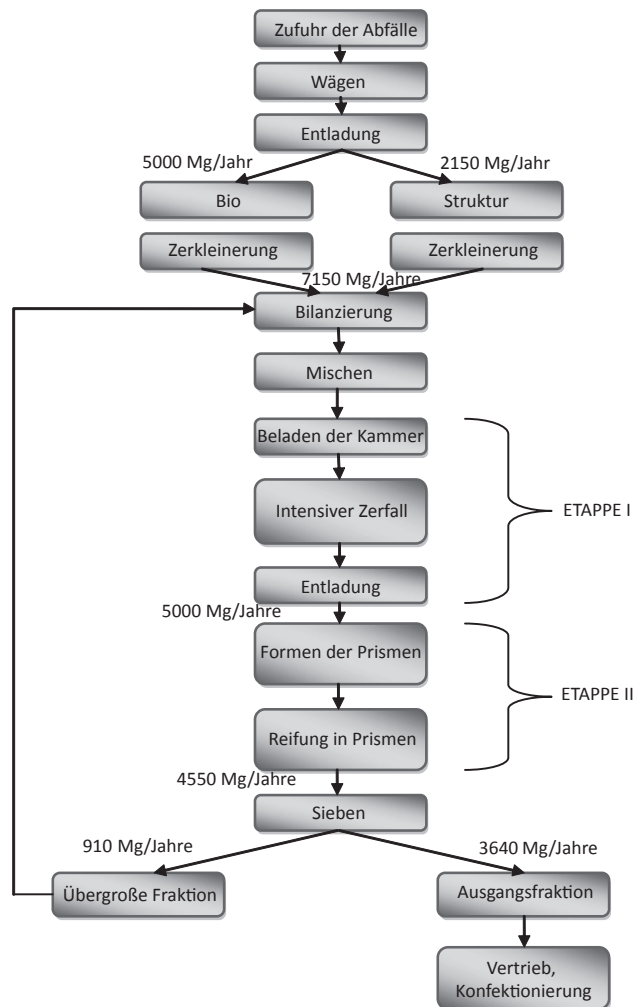 Zufuhr der Abfälle
Wägen
Entladung
5000 Mg/Jahr
2150 Mg/Jahr
Bio
Struktur
Zerkleinerung
Zerkleinerung
7150 Mg/Jahre
Bilanzierung
Mischen
Beladen der Kammer
Intensiver Zerfall
ETAPPE I
Entladung
5000 Mg/Jahre
Formen der Prismen
ETAPPE II
Reifung in Prismen
4550 Mg/Jahre
Sieben
910 Mg/Jahre
3640 Mg/Jahre
Übergroße Fraktion
Ausgangsfraktion
Vertrieb,
Konfektionierung